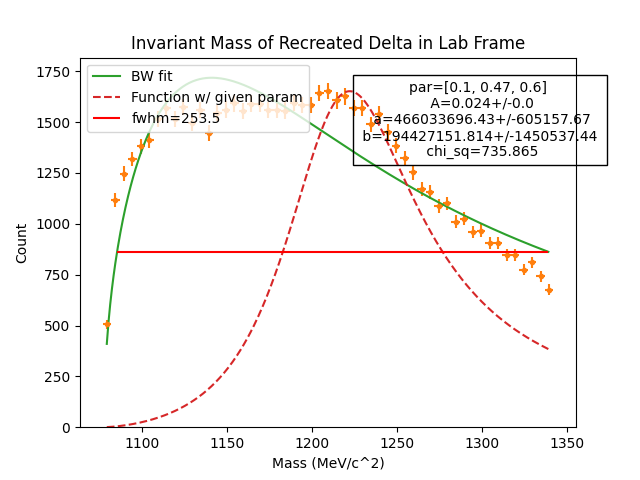 Invariant Mass of Recreated Delta in Lab Frame
BW fit
Function w/ given param
fwhm=253.5
par=[0.1, 0.47, 0.6]
A=0.024+/-0.0
a=466033696.43+/-605157.67
b=194427151.814+/-1450537.44
chi_sq=735.865
Count
1750
1500
1250
1000
750
500
250
0
1100
1150
1200
1250
1300
1350
Mass (MeV/c^2)